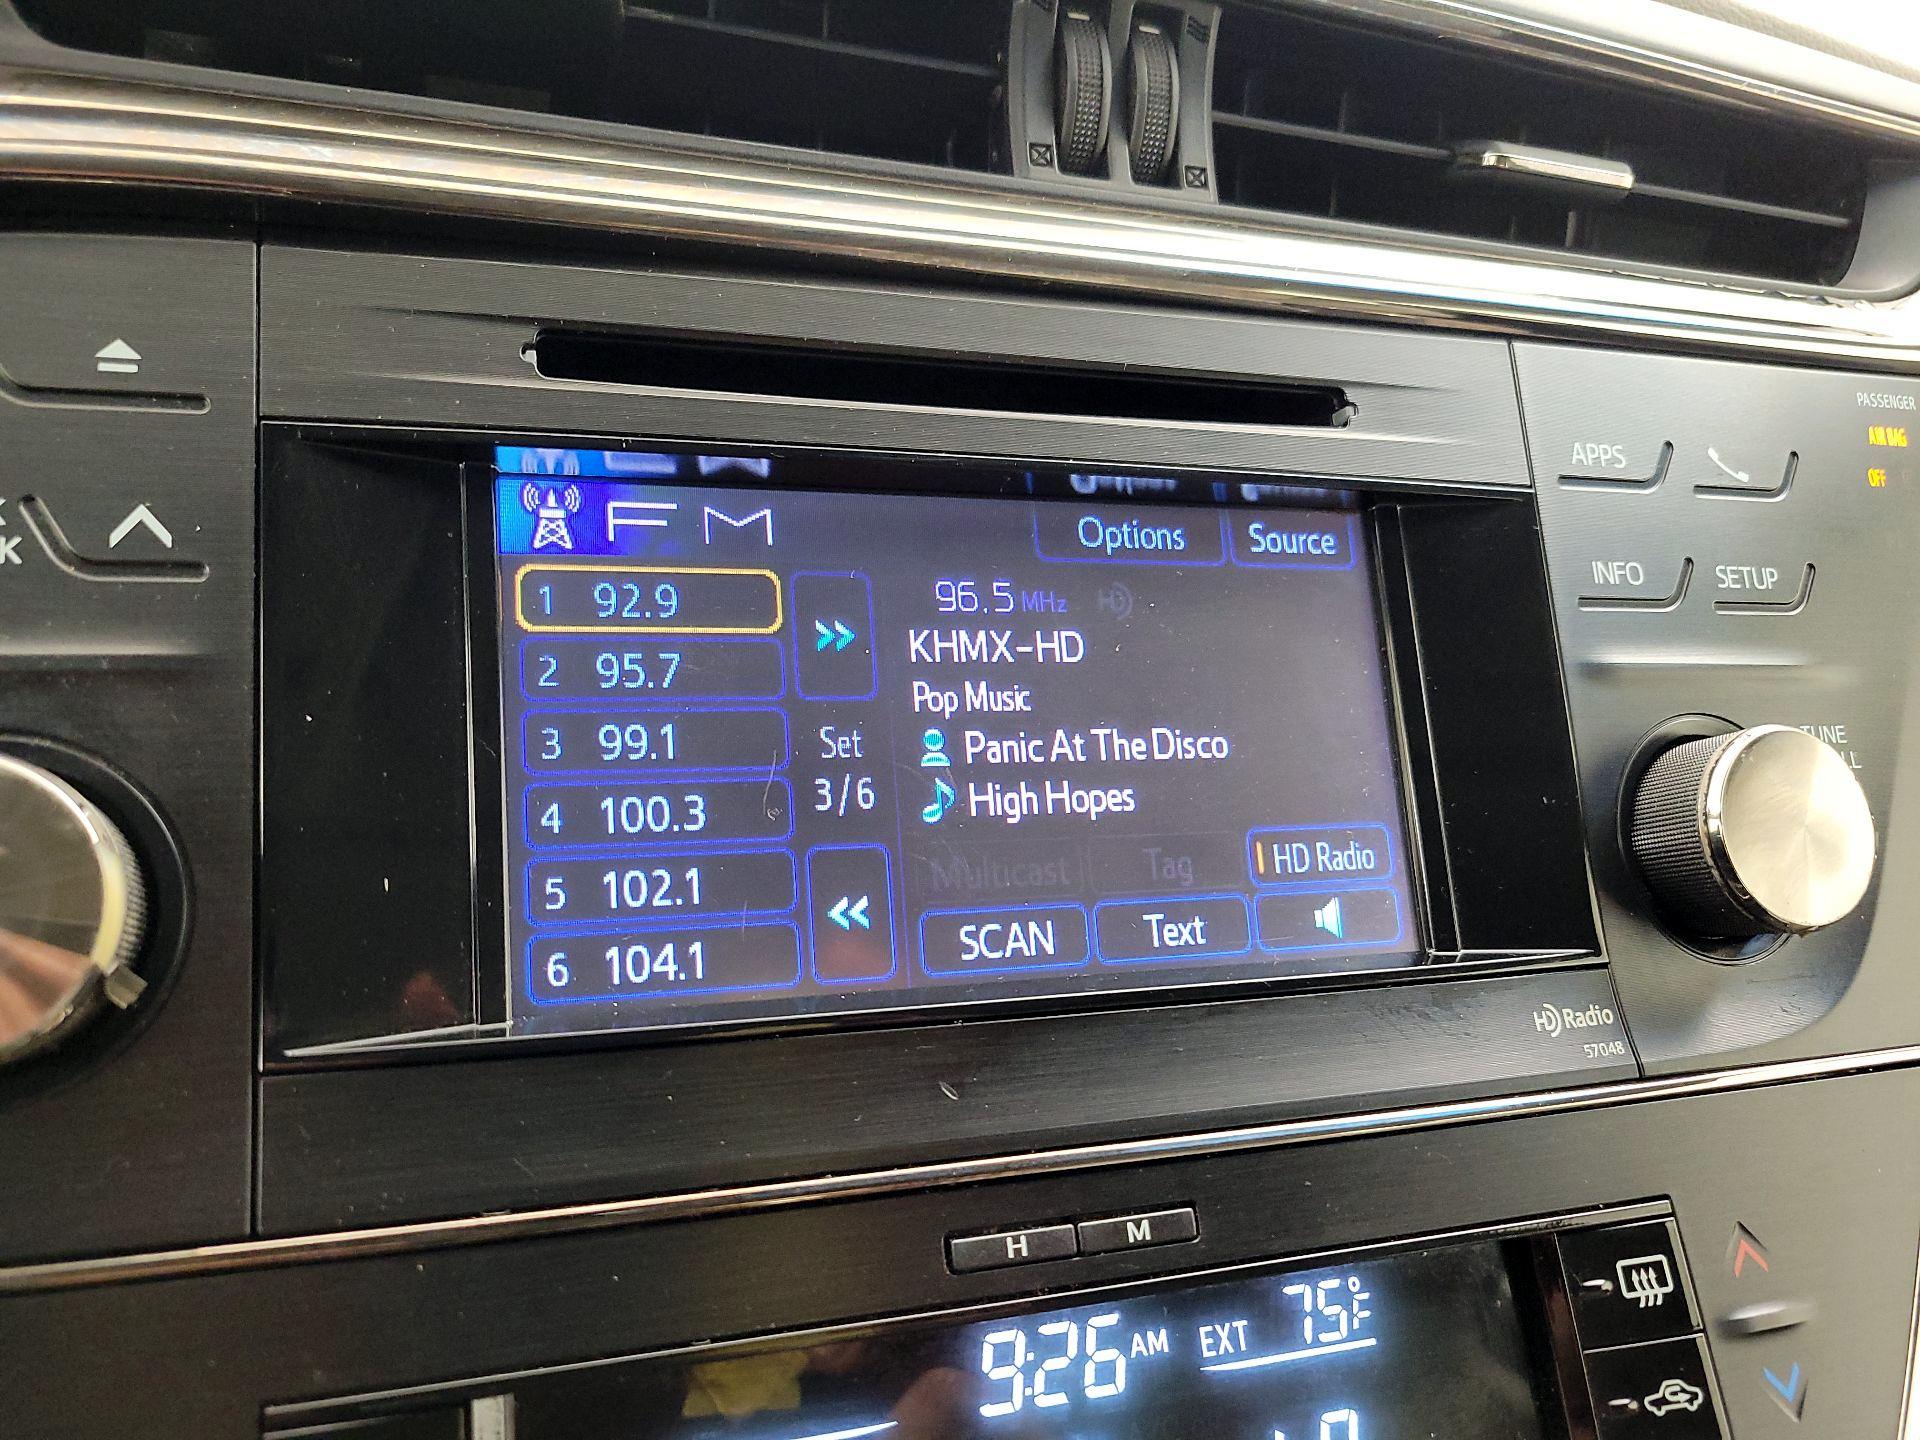 PASSENGER
AIR BAG
OFF
APPS
INFO
SETUP
TUNE
K
FM
Options
Source
1 92.9
2 95.7
3 99.1
4 100.3
5 102.1
6 104.1
Set
3/6
96.5 MHz HD
KHMX-HD
Pop Music
Panic At The Disco
High Hopes
Multicast
Tag
HD Radio
SCAN
Text
HD Radio
57048
H
M
9:26 AM
EXT 75°F